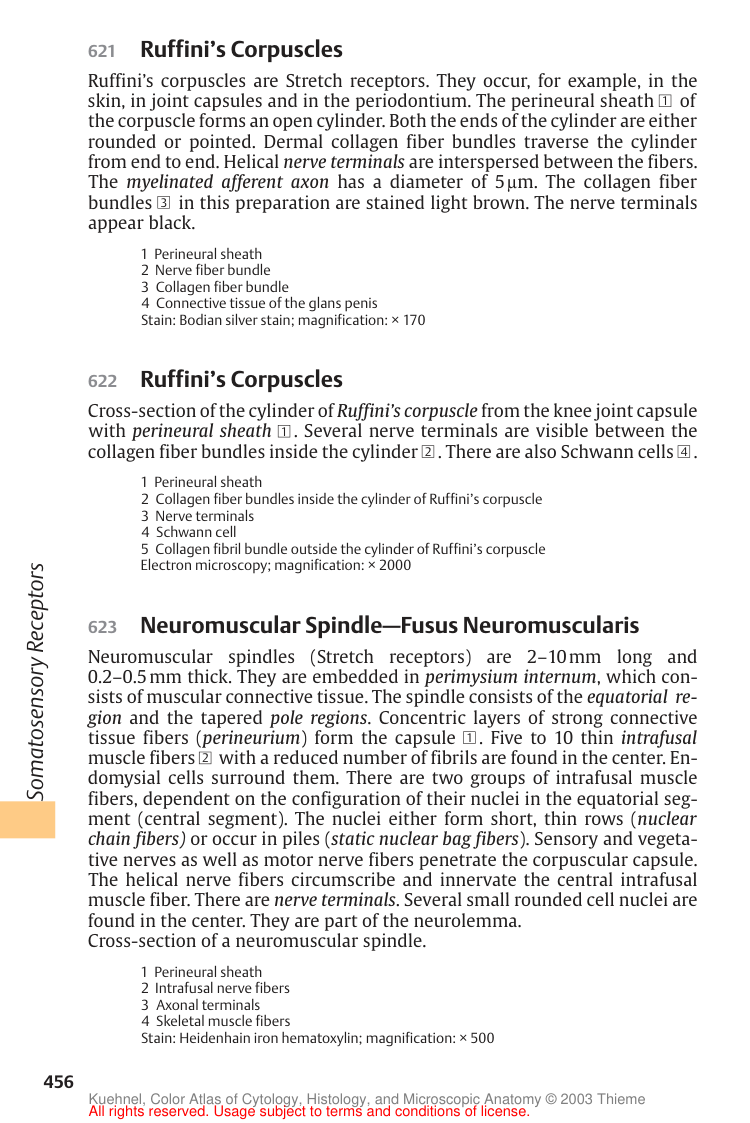 621 Ruffini's Corpuscles
Ruffini's corpuscles are Stretch receptors. They occur, for example, in the
skin, in joint capsules and in the periodontium. The perineural sheath 1 of
the corpuscle forms an open cylinder. Both the ends of the cylinder are either
rounded or pointed. Dermal collagen fiber bundles traverse the cylinder
from end to end. Helical nerve terminals are interspersed between the fibers.
The myelinated afferent axon has a diameter of 5 µm. The collagen fiber
bundles 3 in this preparation are stained light brown. The nerve terminals
appear black.
1 Perineural sheath
2 Nerve fiber bundle
3 Collagen fiber bundle
4 Connective tissue of the glans penis
Stain: Bodian silver stain; magnification: × 170
622 Ruffini's Corpuscles
Cross-section of the cylinder of Ruffini's corpuscle from the knee joint capsule
with perineural sheath 1. Several nerve terminals are visible between the
collagen fiber bundles inside the cylinder 2. There are also Schwann cells 4.
1 Perineural sheath
2 Collagen fiber bundles inside the cylinder of Ruffini's corpuscle
3 Nerve terminals
4 Schwann cell
5 Collagen fibril bundle outside the cylinder of Ruffini's corpuscle
Electron microscopy; magnification: × 2000
623 Neuromuscular Spindle—Fusus Neuromuscularis
Neuromuscular spindles (Stretch receptors) are 2–10 mm long and
0.2–0.5 mm thick. They are embedded in perimysium internum, which con-
sists of muscular connective tissue. The spindle consists of the equatorial re-
gion and the tapered pole regions. Concentric layers of strong connective
tissue fibers (perineurium) form the capsule 1. Five to 10 thin intrafusal
muscle fibers 2 with a reduced number of fibrils are found in the center. En-
domysial cells surround them. There are two groups of intrafusal muscle
fibers, dependent on the configuration of their nuclei in the equatorial seg-
ment (central segment). The nuclei either form short, thin rows (nuclear
chain fibers) or occur in piles (static nuclear bag fibers). Sensory and vegeta-
tive nerves as well as motor nerve fibers penetrate the corpuscular capsule.
The helical nerve fibers circumscribe and innervate the central intrafusal
muscle fiber. There are nerve terminals. Several small rounded cell nuclei are
found in the center. They are part of the neurolemma.
Cross-section of a neuromuscular spindle.
1 Perineural sheath
2 Intrafusal nerve fibers
3 Axonal terminals
4 Skeletal muscle fibers
Stain: Heidenhain iron hematoxylin; magnification: × 500
Somatosensory Receptors
456
Kuehnel, Color Atlas of Cytology, Histology, and Microscopic Anatomy © 2003 Thieme
All rights reserved. Usage subject to terms and conditions of license.